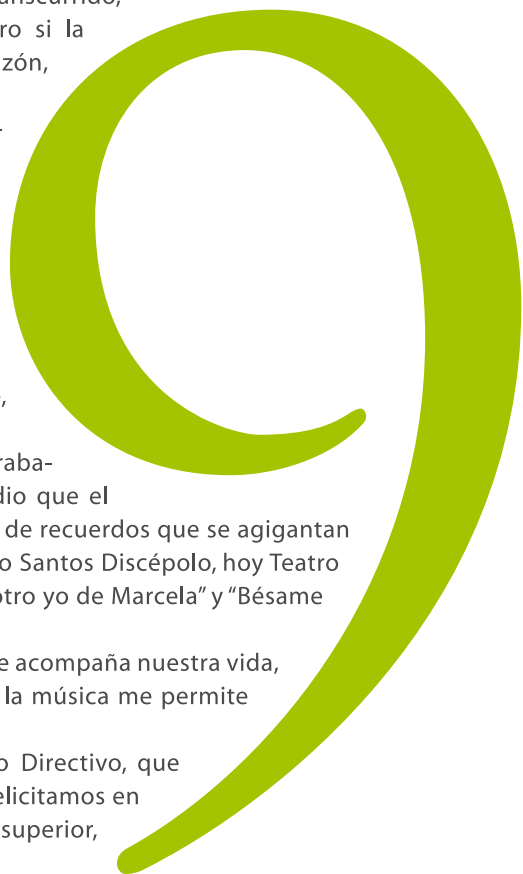 ro si la
zón,
raba-
dio que el
de recuerdos que se agigantan
o Santos Discépolo, hoy Teatro
otro yo de Marcela” y “Bésame
e acompaña nuestra vida,
la música me permite
o Directivo, que
elicitamos en
superior,
9